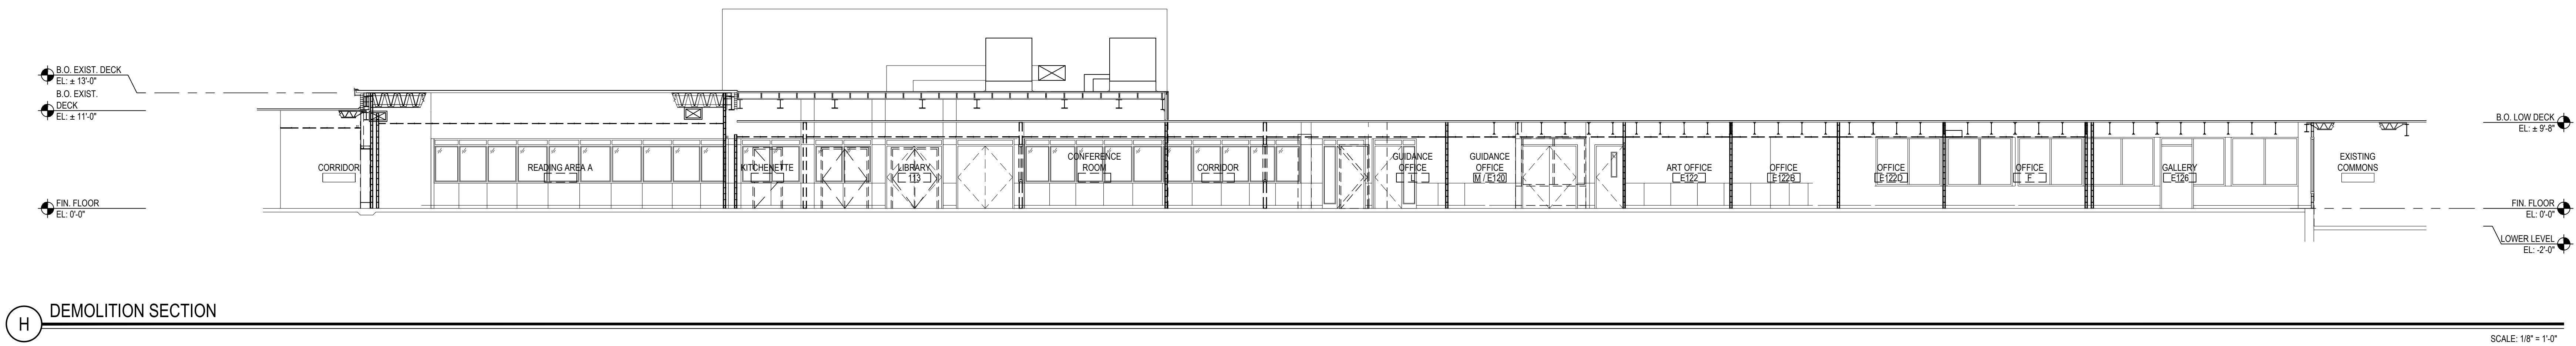 B.O. EXIST. DECK
EL: ± 13'-0"
B.O. EXIST.
DECK
EL: ± 11'-0"
FIN. FLOOR
EL: 0'-0"
CORRIDOR
READING AREA A
KITCHENETTE
LIBRARY
113
CONFERENCE
ROOM
CORRIDOR
GUIDANCE
OFFICE
GUIDANCE
OFFICE
M / E120
ART OFFICE
E122
OFFICE
E122B
OFFICE
E122D
OFFICE
F
GALLERY
E126
EXISTING
COMMONS
B.O. LOW DECK
EL: ± 9'-8"
FIN. FLOOR
EL: 0'-0"
LOWER LEVEL
EL: -2'-0"
H
DEMOLITION SECTION
SCALE: 1/8" = 1'-0"